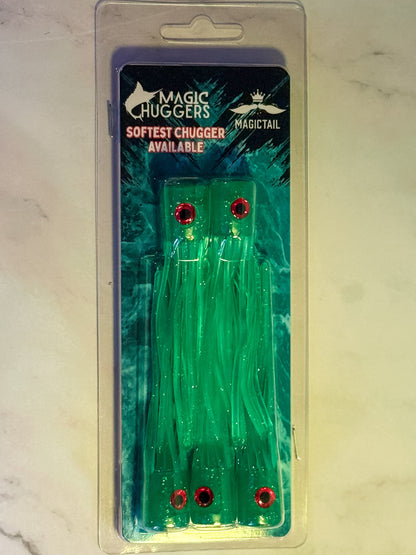 MAGIC
CHUGGERS
MAGICTAIL
SOFTEST CHUGGER
AVAILABLE